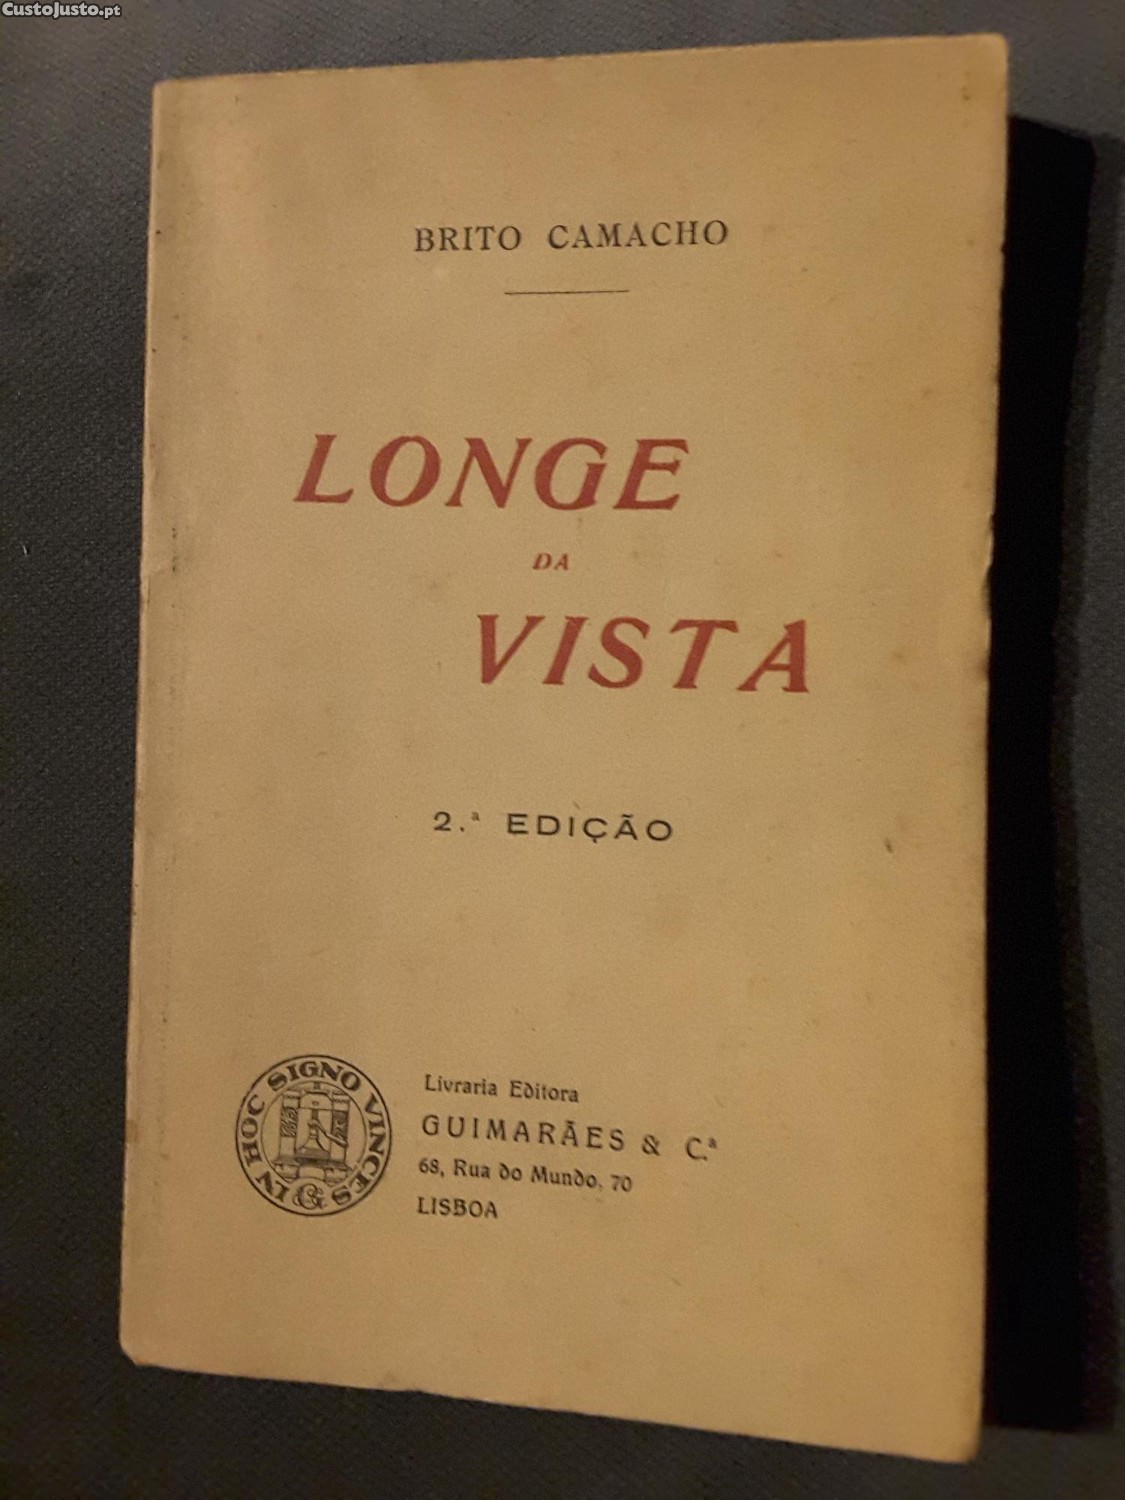 CustoJusto.pt
BRITO CAMACHO
LONGE
DA
VISTA
2.ª EDIÇÃO
IN HOC SIGNO VINCES
G
Livraria Editora
GUIMARÃES & C.ª
68, Rua do Mundo, 70
LISBOA